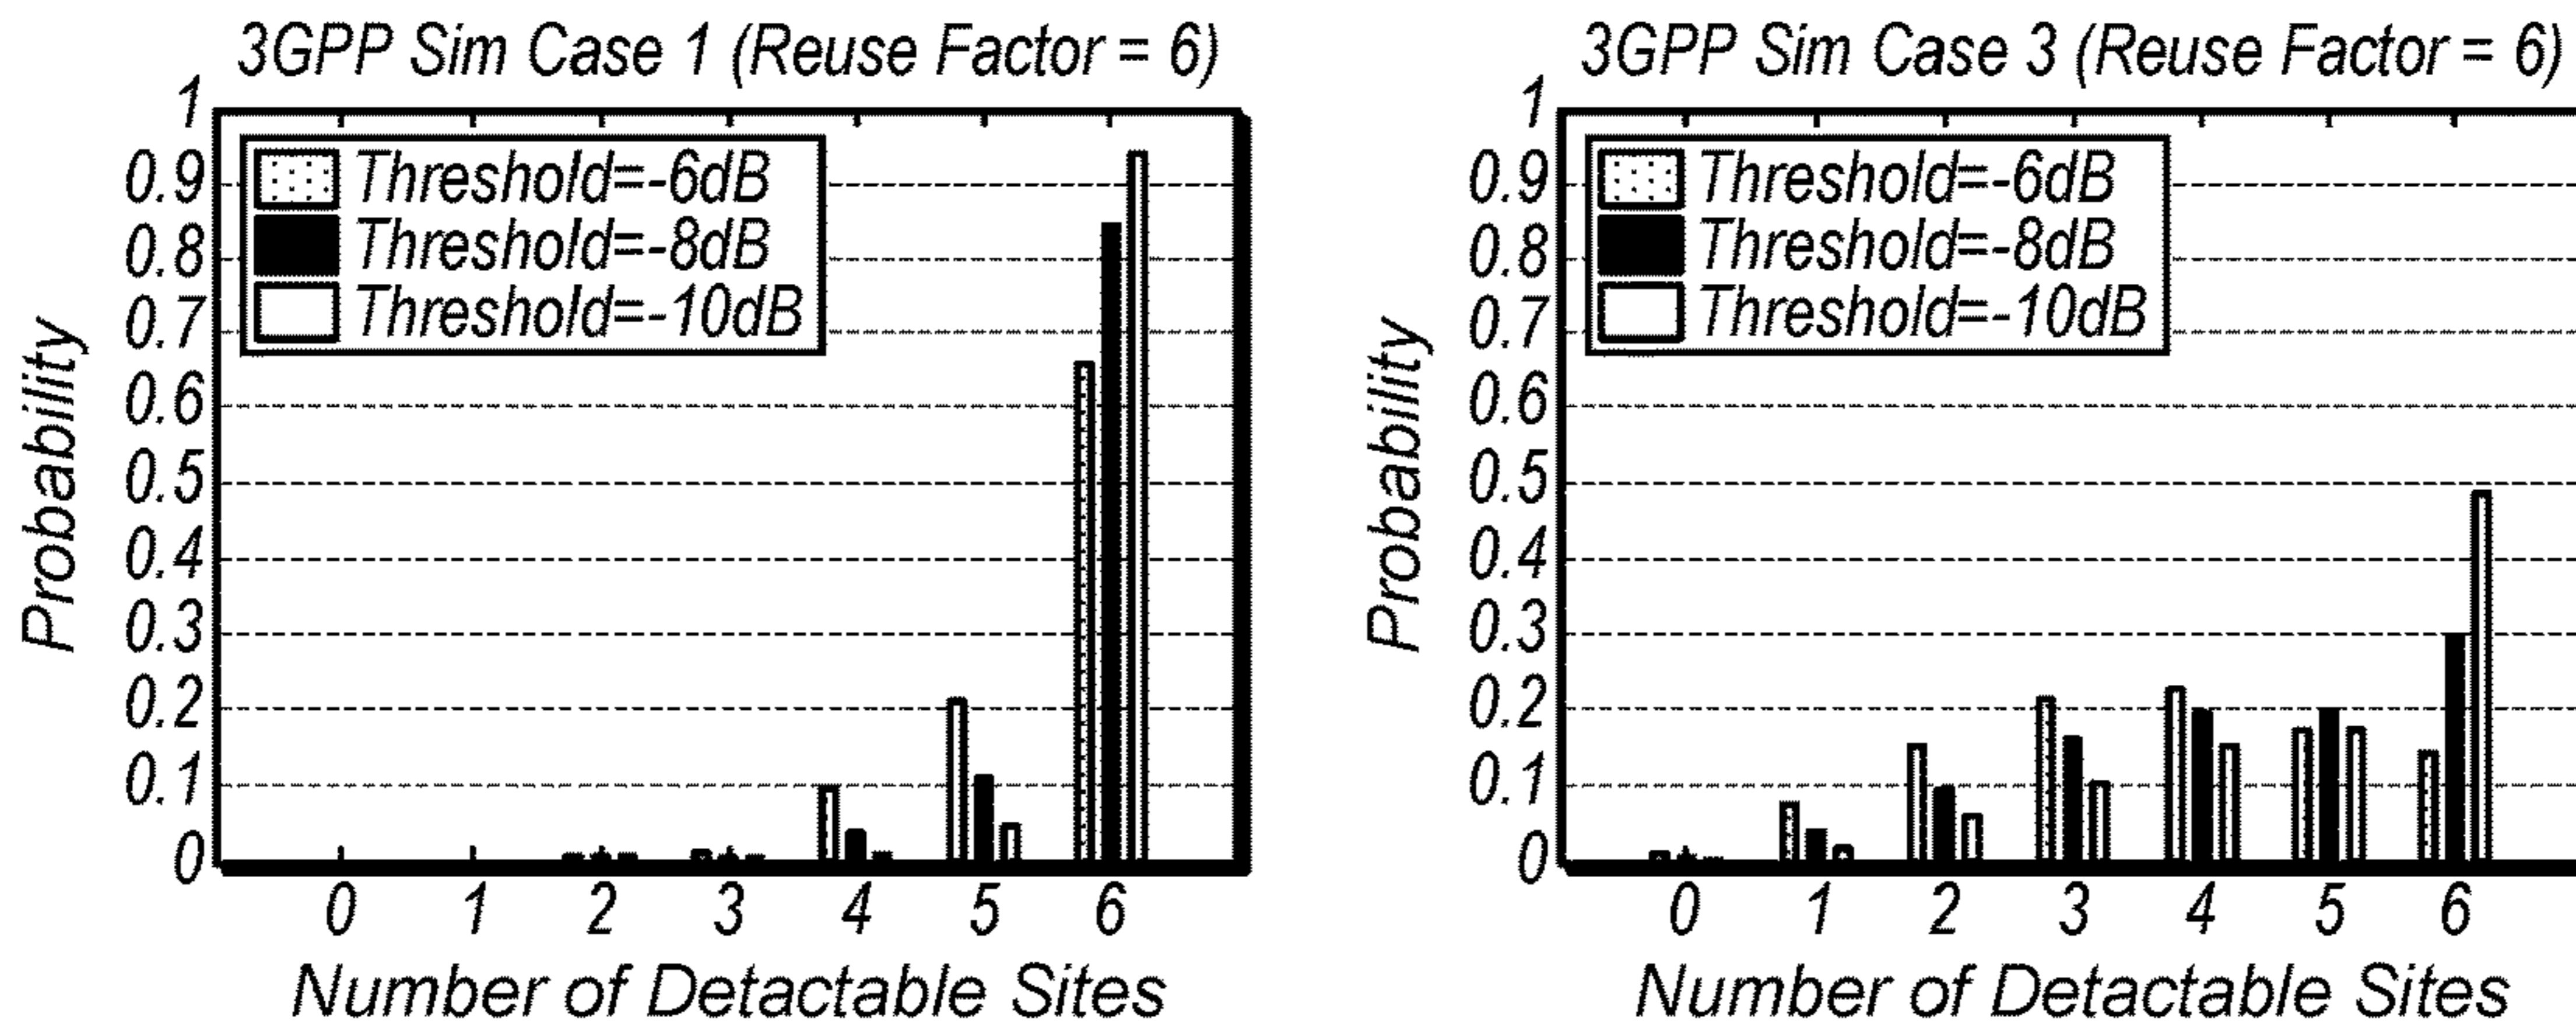 3GPP Sim Case 1 (Reuse Factor = 6)
1
0.9
0.8
0.7
0.6
0.5
0.4
0.3
0.2
0.1
0
Probability
Threshold=-6dB
Threshold=-8dB
Threshold=-10dB
0 1 2 3 4 5 6
Number of Detactable Sites
3GPP Sim Case 3 (Reuse Factor = 6)
1
0.9
0.8
0.7
0.6
0.5
0.4
0.3
0.2
0.1
0
Probability
Threshold=-6dB
Threshold=-8dB
Threshold=-10dB
0 1 2 3 4 5 6
Number of Detactable Sites